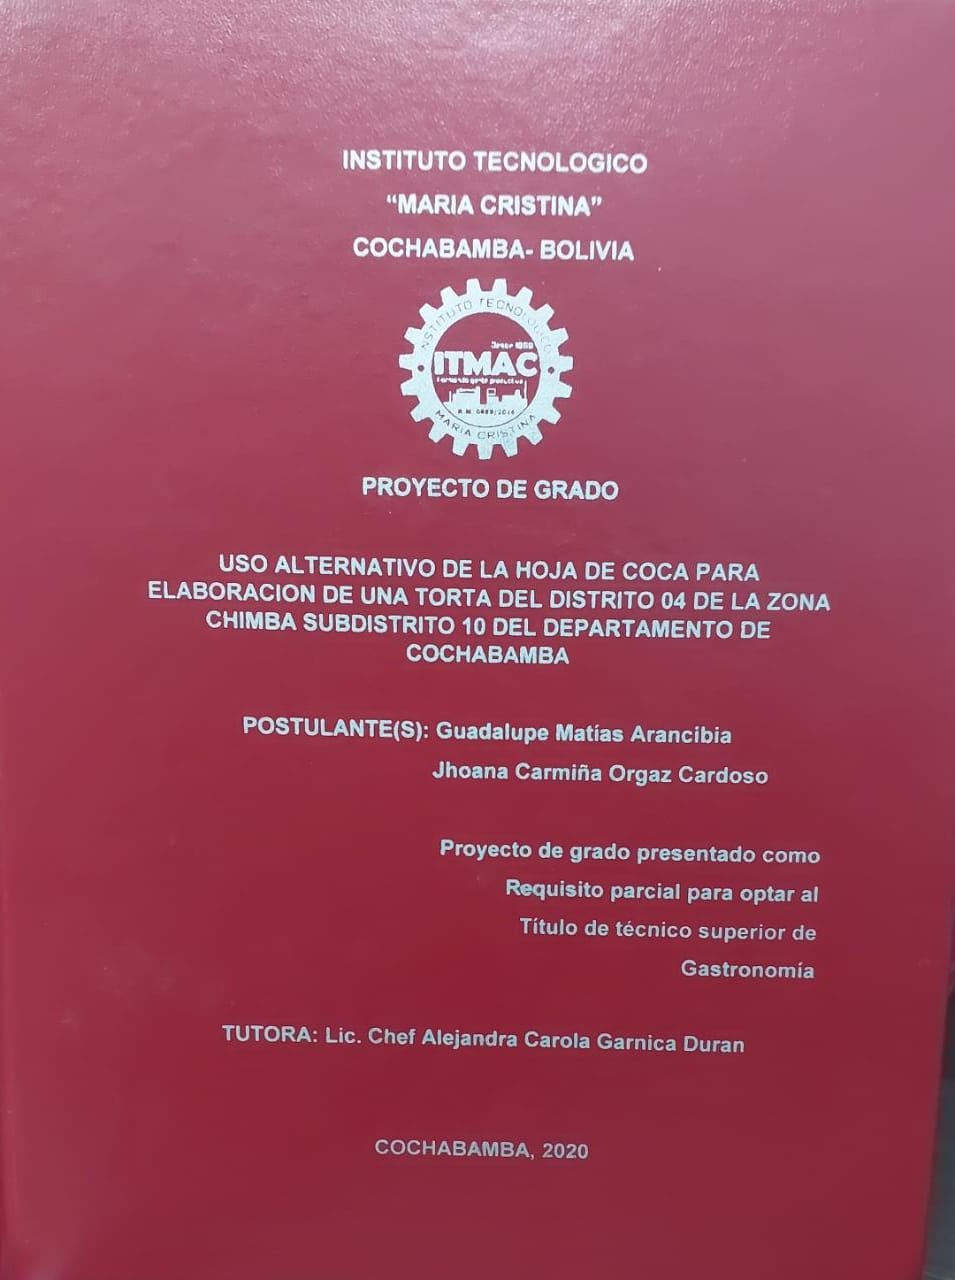 INSTITUTO TECNOLOGICO
“MARIA CRISTINA”
COCHABAMBA- BOLIVIA
INSTITUTO TECNOLOGICO
Desde 1989
ITMAC
MARIA CRISTINA
PROYECTO DE GRADO
USO ALTERNATIVO DE LA HOJA DE COCA PARA
ELABORACION DE UNA TORTA DEL DISTRITO 04 DE LA ZONA
CHIMBA SUBDISTRITO 10 DEL DEPARTAMENTO DE
COCHABAMBA
POSTULANTE(S): Guadalupe Matías Arancibia
Jhoana Carmiña Orgaz Cardoso
Proyecto de grado presentado como
Requisito parcial para optar al
Título de técnico superior de
Gastronomía
TUTORA: Lic. Chef Alejandra Carola Garnica Duran
COCHABAMBA, 2020